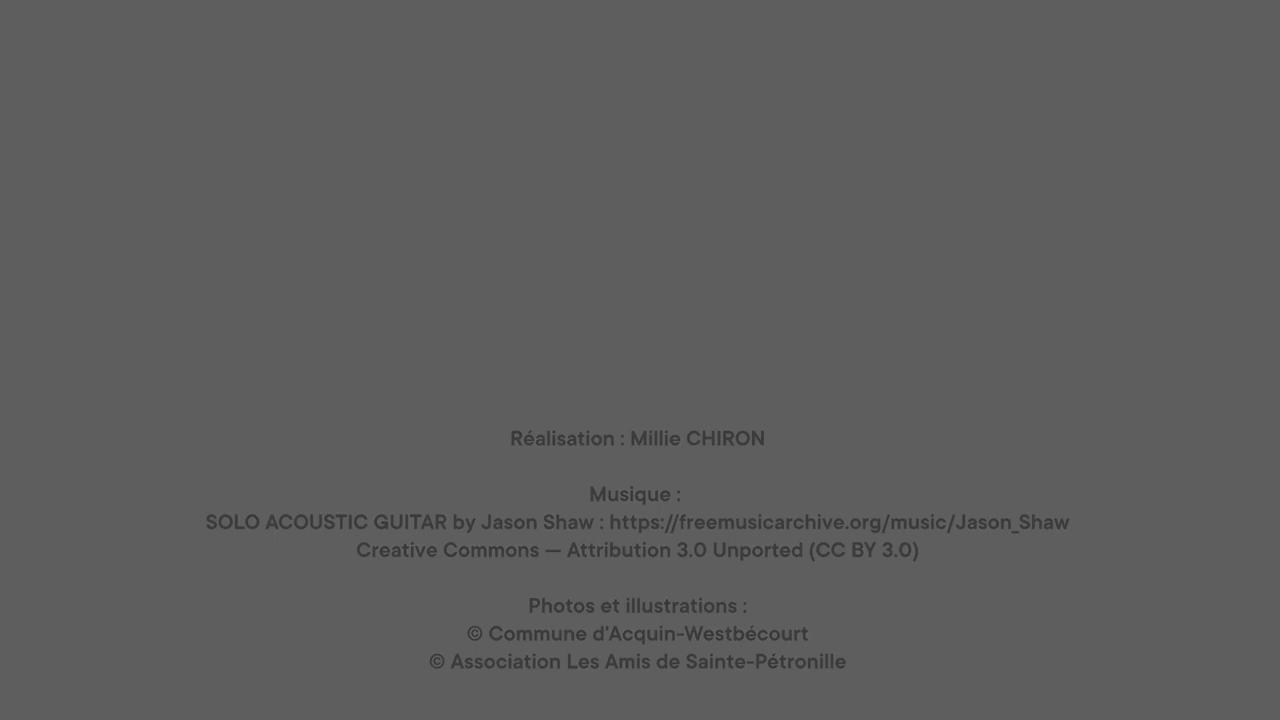 Réalisation : Millie CHIRON
Musique :
SOLO ACOUSTIC GUITAR by Jason Shaw : https://freemusicarchive.org/music/Jason_Shaw
Creative Commons — Attribution 3.0 Unported (CC BY 3.0)
Photos et illustrations :
© Commune d'Acquin-Westbécourt
© Association Les Amis de Sainte-Pétronille